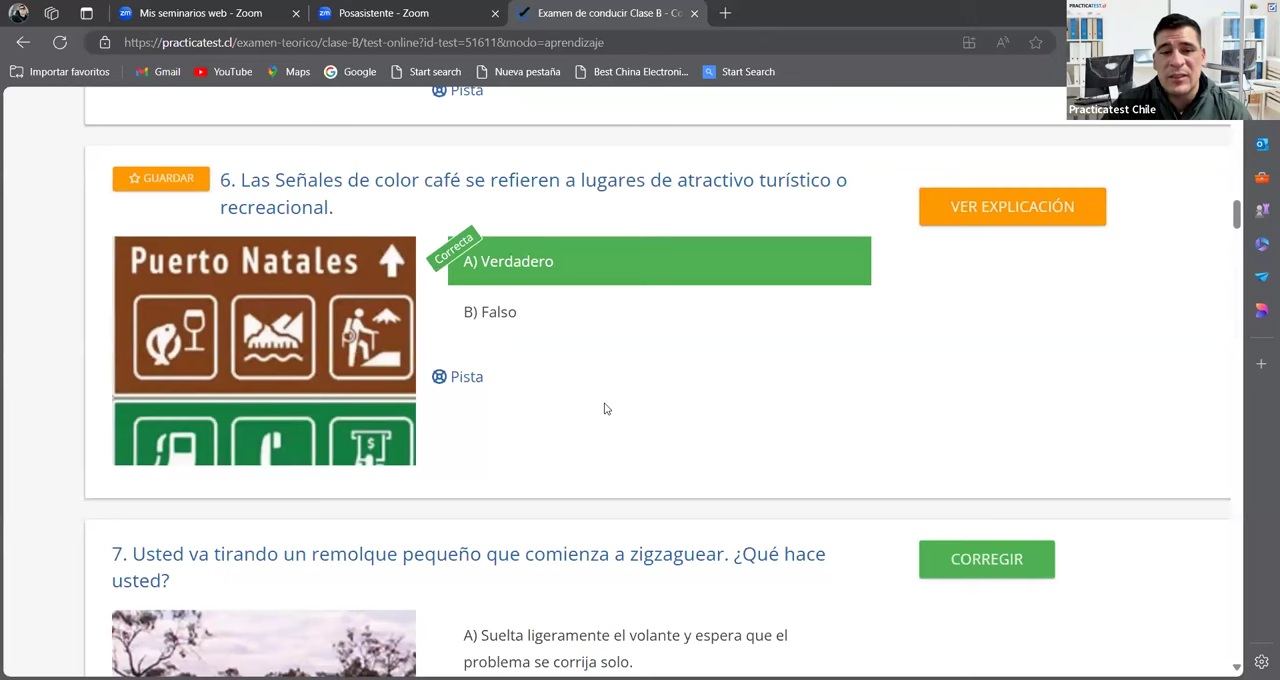 Mis seminarios web - Zoom
Posasistente - Zoom
Examen de conducir Clase B - Co
https://practicatest.cl/examen-teorico/clase-B/test-online?id-test=51611&modo=aprendizaje
Importar favoritos
Gmail
YouTube
Maps
Google
Start search
Nueva pestaña
Best China Electroni...
Start Search
PRACTICATEST.cl
Practicatest Chile
Pista
GUARDAR
6. Las Señales de color café se refieren a lugares de atractivo turístico o
recreacional.
VER EXPLICACIÓN
Puerto Natales
Correcta
A) Verdadero
B) Falso
Pista
7. Usted va tirando un remolque pequeño que comienza a zigzaguear. ¿Qué hace
usted?
CORREGIR
A) Suelta ligeramente el volante y espera que el
problema se corrija solo.